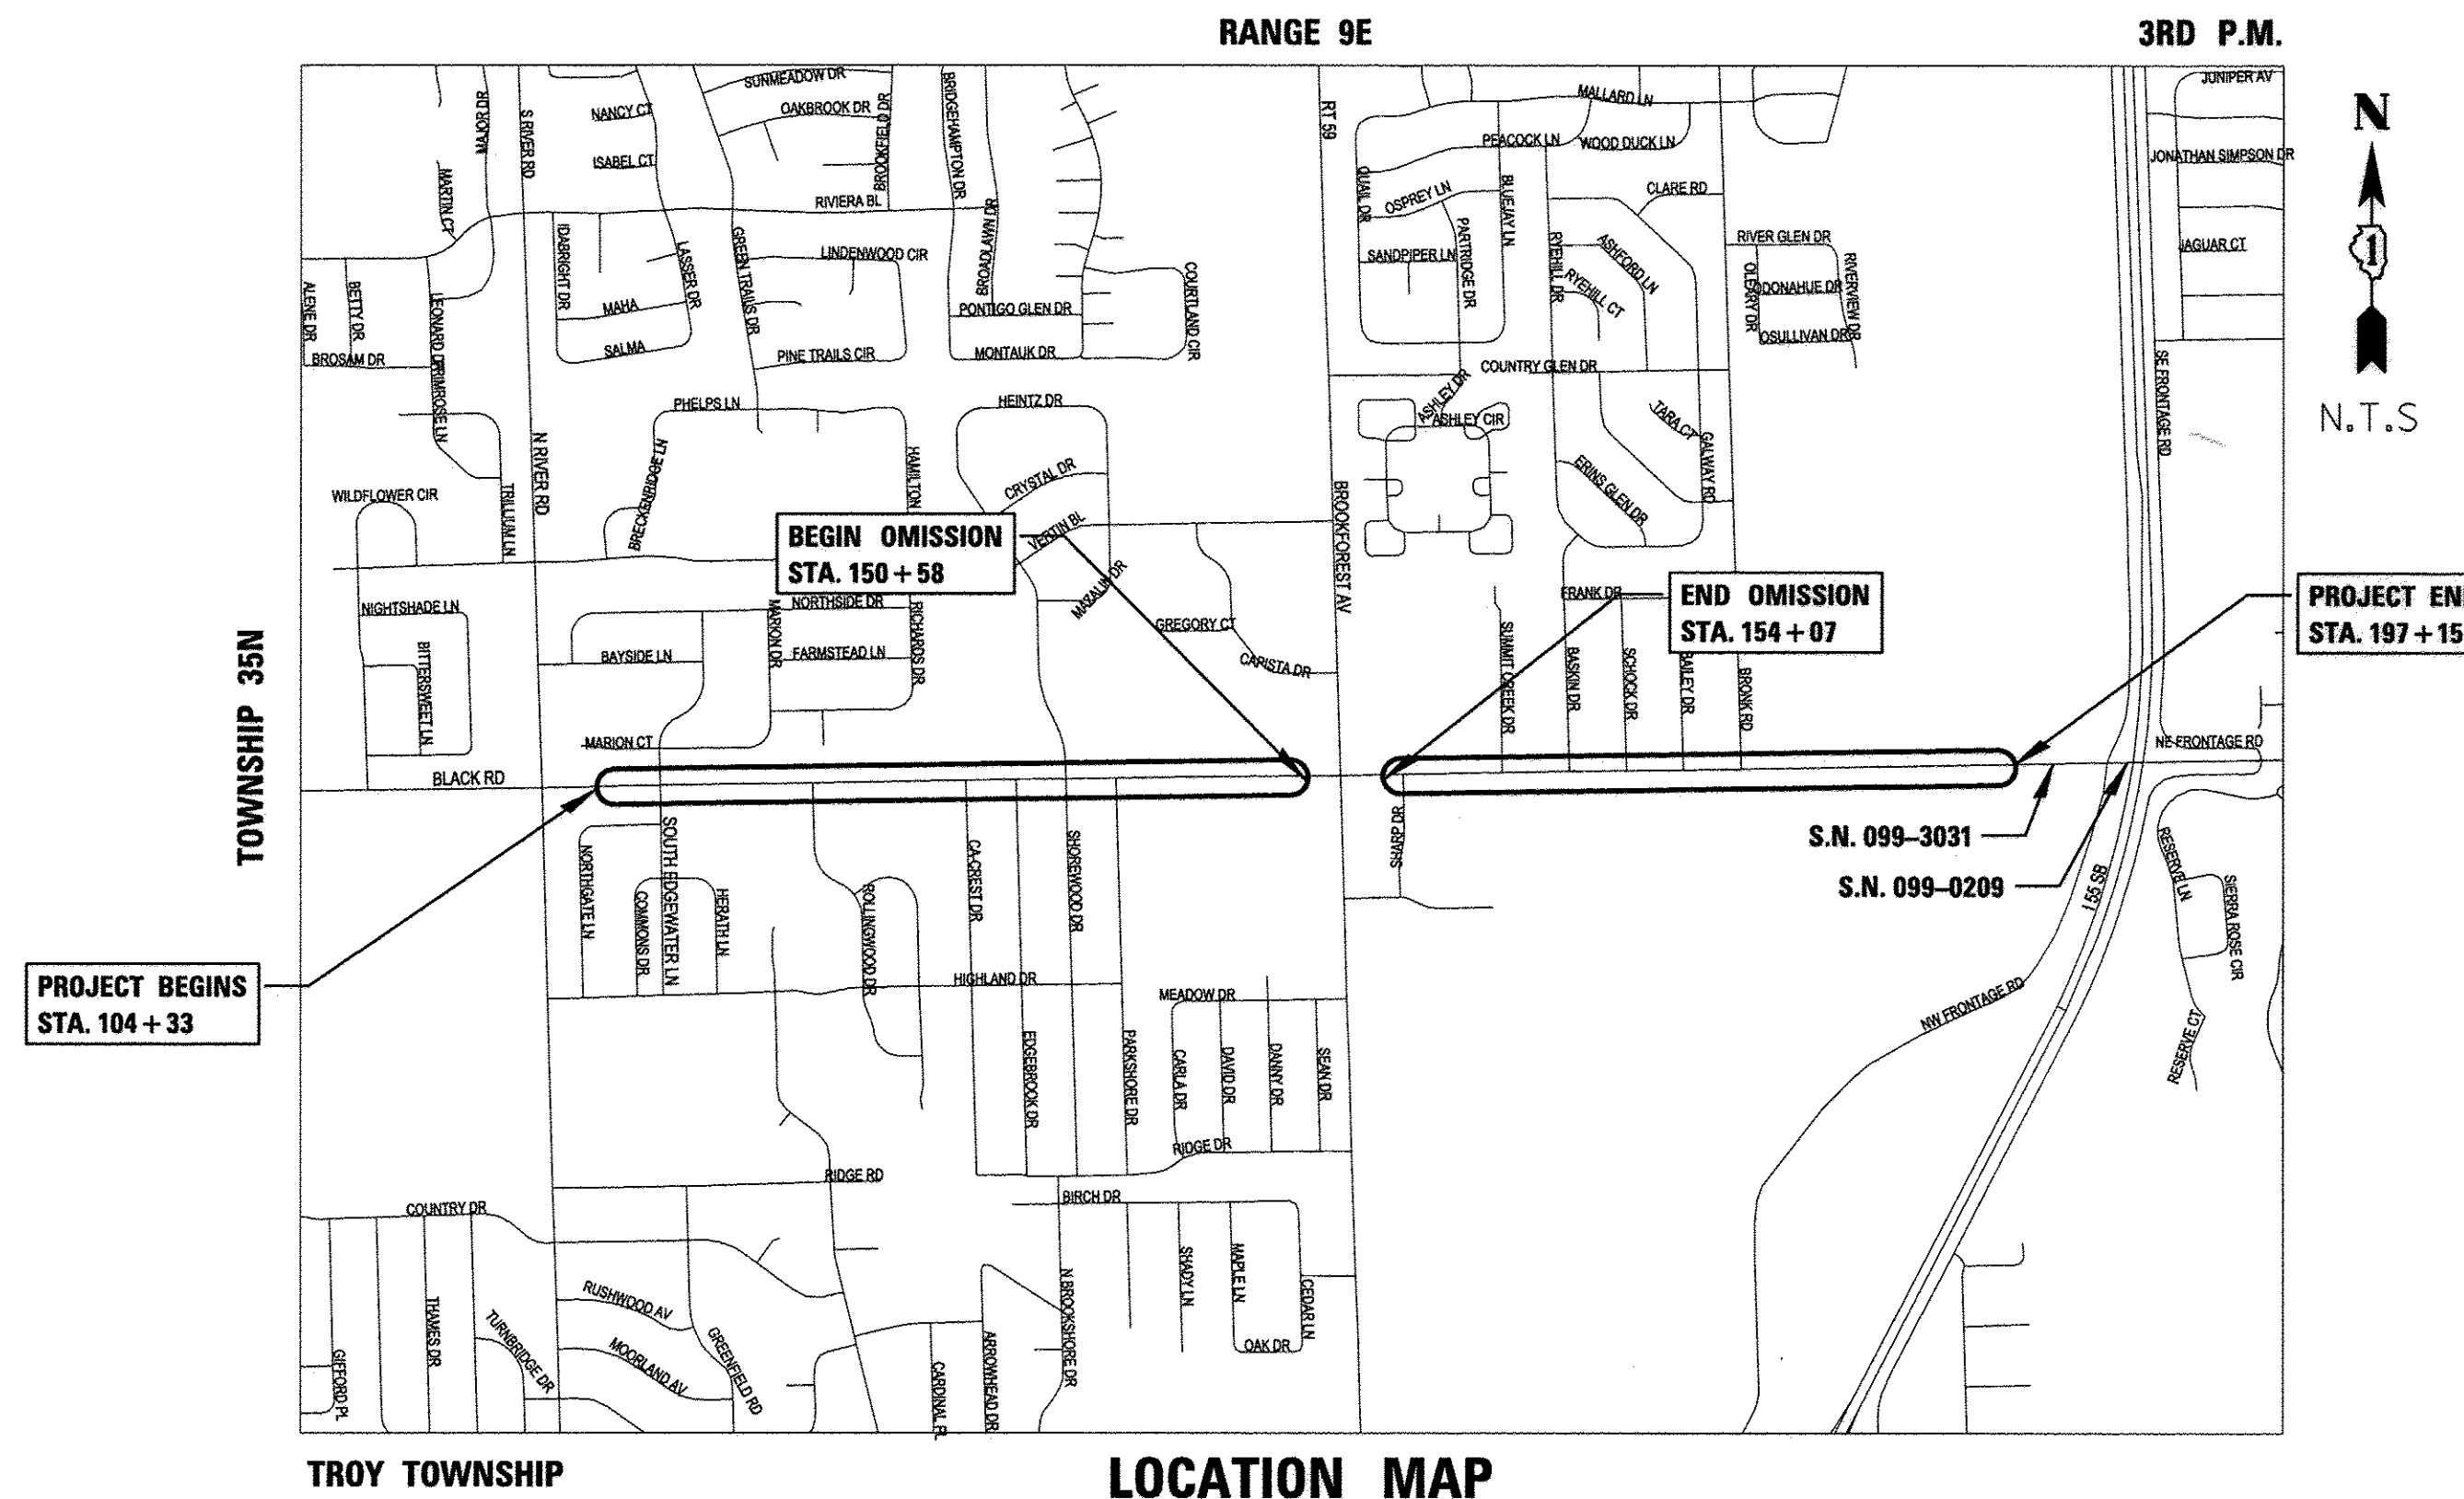 RANGE 9E
3RD P.M.
SUNMEADOW DR
OAKBROOK DR
NANCY CT
ISABEL CT
MAJOR DR
S RIVER RD
MARTIN CT
BROOKFIELD DR
BRIDGEHAMPTON DR
RIVIERA BL
BROADLAWN DR
RT 59
MALLARD LN
PEACOCK LN
WOOD DUCK LN
QUAIL DR
OSPREY LN
BLUEJAY LN
CLARE RD
SANDPIPER LN
PARTRIDGE DR
RYEHILL DR
ASHFORD LN
RYEHILL CT
RIVER GLEN DR
OLEARY DR
ODONAHUE DR
RIVERVIEW DR
OSULLIVAN DR
JUNIPER AV
JONATHAN SIMPSON DR
JAGUAR CT
SE FRONTAGE RD
N
1
N.T.S
ALENE DR
BETTY DR
LEONARD DR
BROSAM DR
IDABRIGHT DR
MAHA
SALMA
LASSER DR
GREEN TRAILS DR
LINDENWOOD CIR
PINE TRAILS CIR
PONTIGO GLEN DR
MONTAUK DR
COURTLAND CIR
PRIMROSE LN
N RIVER RD
PHELPS LN
HEINTZ DR
COUNTRY GLEN DR
ASHLEY DR
ASHLEY CIR
TARA CT
GALWAY RD
ERINS GLEN DR
WILDFLOWER CIR
TRILLIUM LN
BRECKENRIDGE LN
HAMILTON
CRYSTAL DR
VERTIN BL
BROOKFOREST AV
BEGIN OMISSION
STA. 150+58
MAZALIN DR
NIGHTSHADE LN
BITTERSWEET LN
NORTHSIDE DR
MARION DR
RICHARDS DR
BAYSIDE LN
FARMSTEAD LN
GREGORY CT
CARISTA DR
FRANK DR
END OMISSION
STA. 154+07
PROJECT EN
STA. 197+15
SUMMIT CREEK DR
BASKIN DR
SCHOCK DR
BAILEY DR
BRONK RD
TOWNSHIP 35N
MARION CT
BLACK RD
NE FRONTAGE RD
SHARP DR
S.N. 099-3031
S.N. 099-0209
I 55 SB
NORTHGATE LN
COMMONS DR
SOUTH EDGEWATER LN
HERATH LN
ROLLINGWOOD DR
CA-CREST DR
SHOREWOOD DR
RESERVE LN
SIERRA ROSE CIR
PROJECT BEGINS
STA. 104+33
HIGHLAND DR
MEADOW DR
NW FRONTAGE RD
RESERVE CT
EDGEBROOK DR
PARKSHORE DR
CARLA DR
DAVID DR
DANNY DR
SEAN DR
RIDGE DR
RIDGE RD
COUNTRY DR
BIRCH DR
SHADY LN
MAPLE LN
CEDAR LN
OAK DR
RUSHWOOD AV
MOORLAND AV
GREENFIELD RD
GIFFORD PL
THAMES DR
TURNBRIDGE DR
CARDINAL PL
ARROWHEAD DR
N BROOKSHORE DR
TROY TOWNSHIP
LOCATION MAP